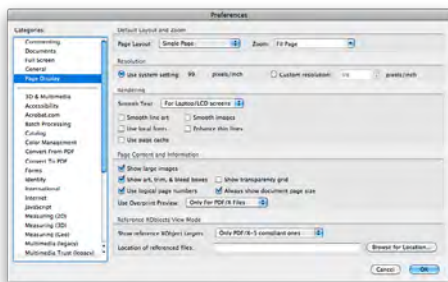 Preferences
Categories:
Commenting
Documents
Full Screen
General
Page Display
3D & Multimedia
Accessibility
Acrobat.com
Batch Processing
Catalog
Color Management
Convert From PDF
Convert To PDF
Forms
Identity
International
Internet
JavaScript
Measuring (2D)
Measuring (3D)
Measuring (Geo)
Multimedia (legacy)
Multimedia Trust (legacy)
Default Layout and Zoom
Page Layout: Single Page Zoom: Fit Page
Resolution
Use system setting: 99 pixels/inch Custom resolution: pixels/inch
Rendering
Smooth Text: For Laptop/LCD screens
Smooth line art Smooth images
Use local fonts Enhance thin lines
Use page cache
Page Content and Information
Show large images
Show art, trim, & bleed boxes Show transparency grid
Use logical page numbers Always show document page size
Use Overprint Preview: Only For PDF/X Files
Reference XObjects View Mode
Show reference XObject targets: Only PDF/X-5 compliant ones
Location of referenced files: Browse for Location...
Cancel OK